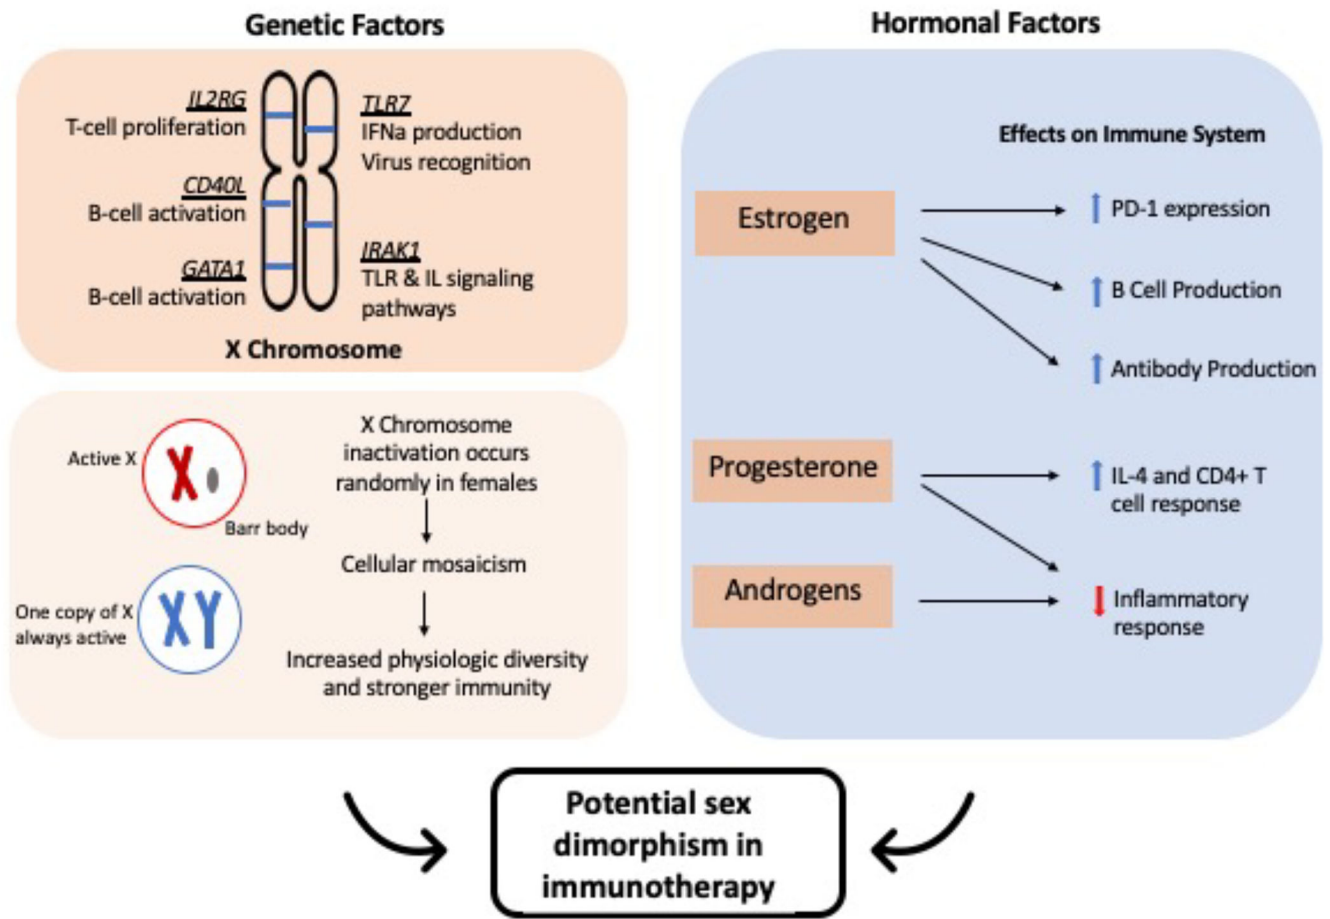 Genetic Factors
IL2RG
T-cell proliferation
CD40L
B-cell activation
GATA1
B-cell activation
TLR7
IFNa production
Virus recognition
IRAK1
TLR & IL signaling
pathways
X Chromosome
Active X
Barr body
One copy of X
always active
X Chromosome
inactivation occurs
randomly in females
Cellular mosaicism
Increased physiologic diversity
and stronger immunity
Hormonal Factors
Effects on Immune System
Estrogen
PD-1 expression
B Cell Production
Antibody Production
Progesterone
IL-4 and CD4+ T
cell response
Androgens
Inflammatory
response
Potential sex
dimorphism in
immunotherapy